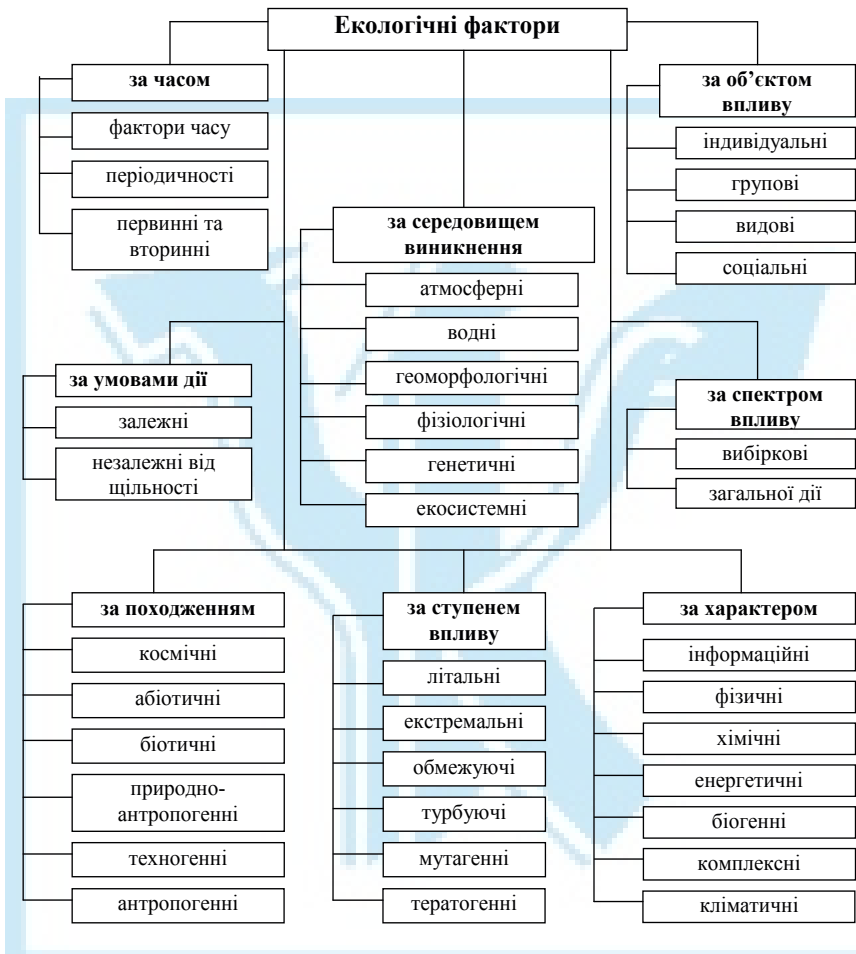 Екологічні фактори
за часом
фактори часу
періодичності
первинні та
вторинні
за об’єктом
впливу
індивідуальні
групові
видові
соціальні
за середовищем
виникнення
атмосферні
водні
геоморфологічні
фізіологічні
генетичні
екосистемні
за умовами дії
залежні
незалежні від
щільності
за спектром
впливу
вибіркові
загальної дії
за походженням
космічні
абіотичні
біотичні
природно-
антропогенні
техногенні
антропогенні
за ступенем
впливу
літальні
екстремальні
обмежуючі
турбуючі
мутагенні
тератогенні
за характером
інформаційні
фізичні
хімічні
енергетичні
біогенні
комплексні
кліматичні